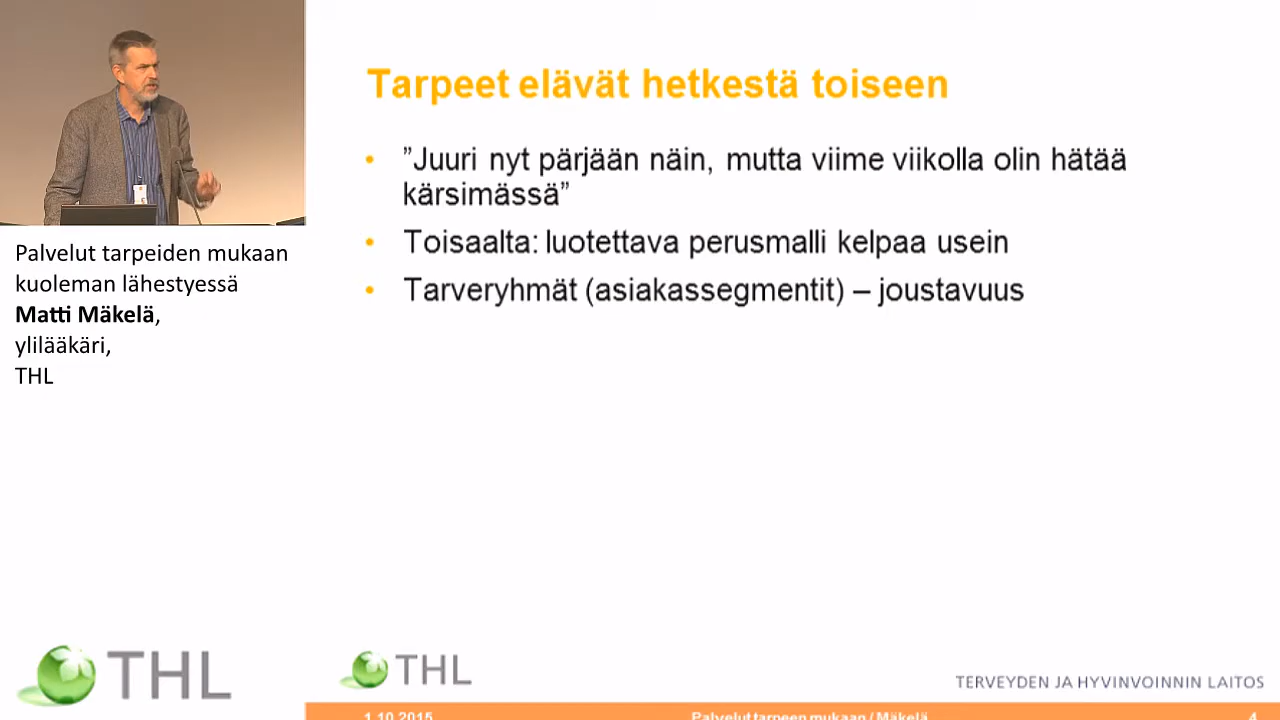 Tarpeet elävät hetkestä toiseen
• ”Juuri nyt pärjään näin, mutta viime viikolla olin hätää
kärsimässä”
• Toisaalta: luotettava perusmalli kelpaa usein
• Tarveryhmät (asiakassegmentit) – joustavuus
Palvelut tarpeiden mukaan
kuoleman lähestyessä
Matti Mäkelä,
ylilääkäri,
THL
THL
THL
TERVEYDEN JA HYVINVOINNIN LAITOS
1.10.2015
Palvelut tarpeen mukaan / Mäkelä
4